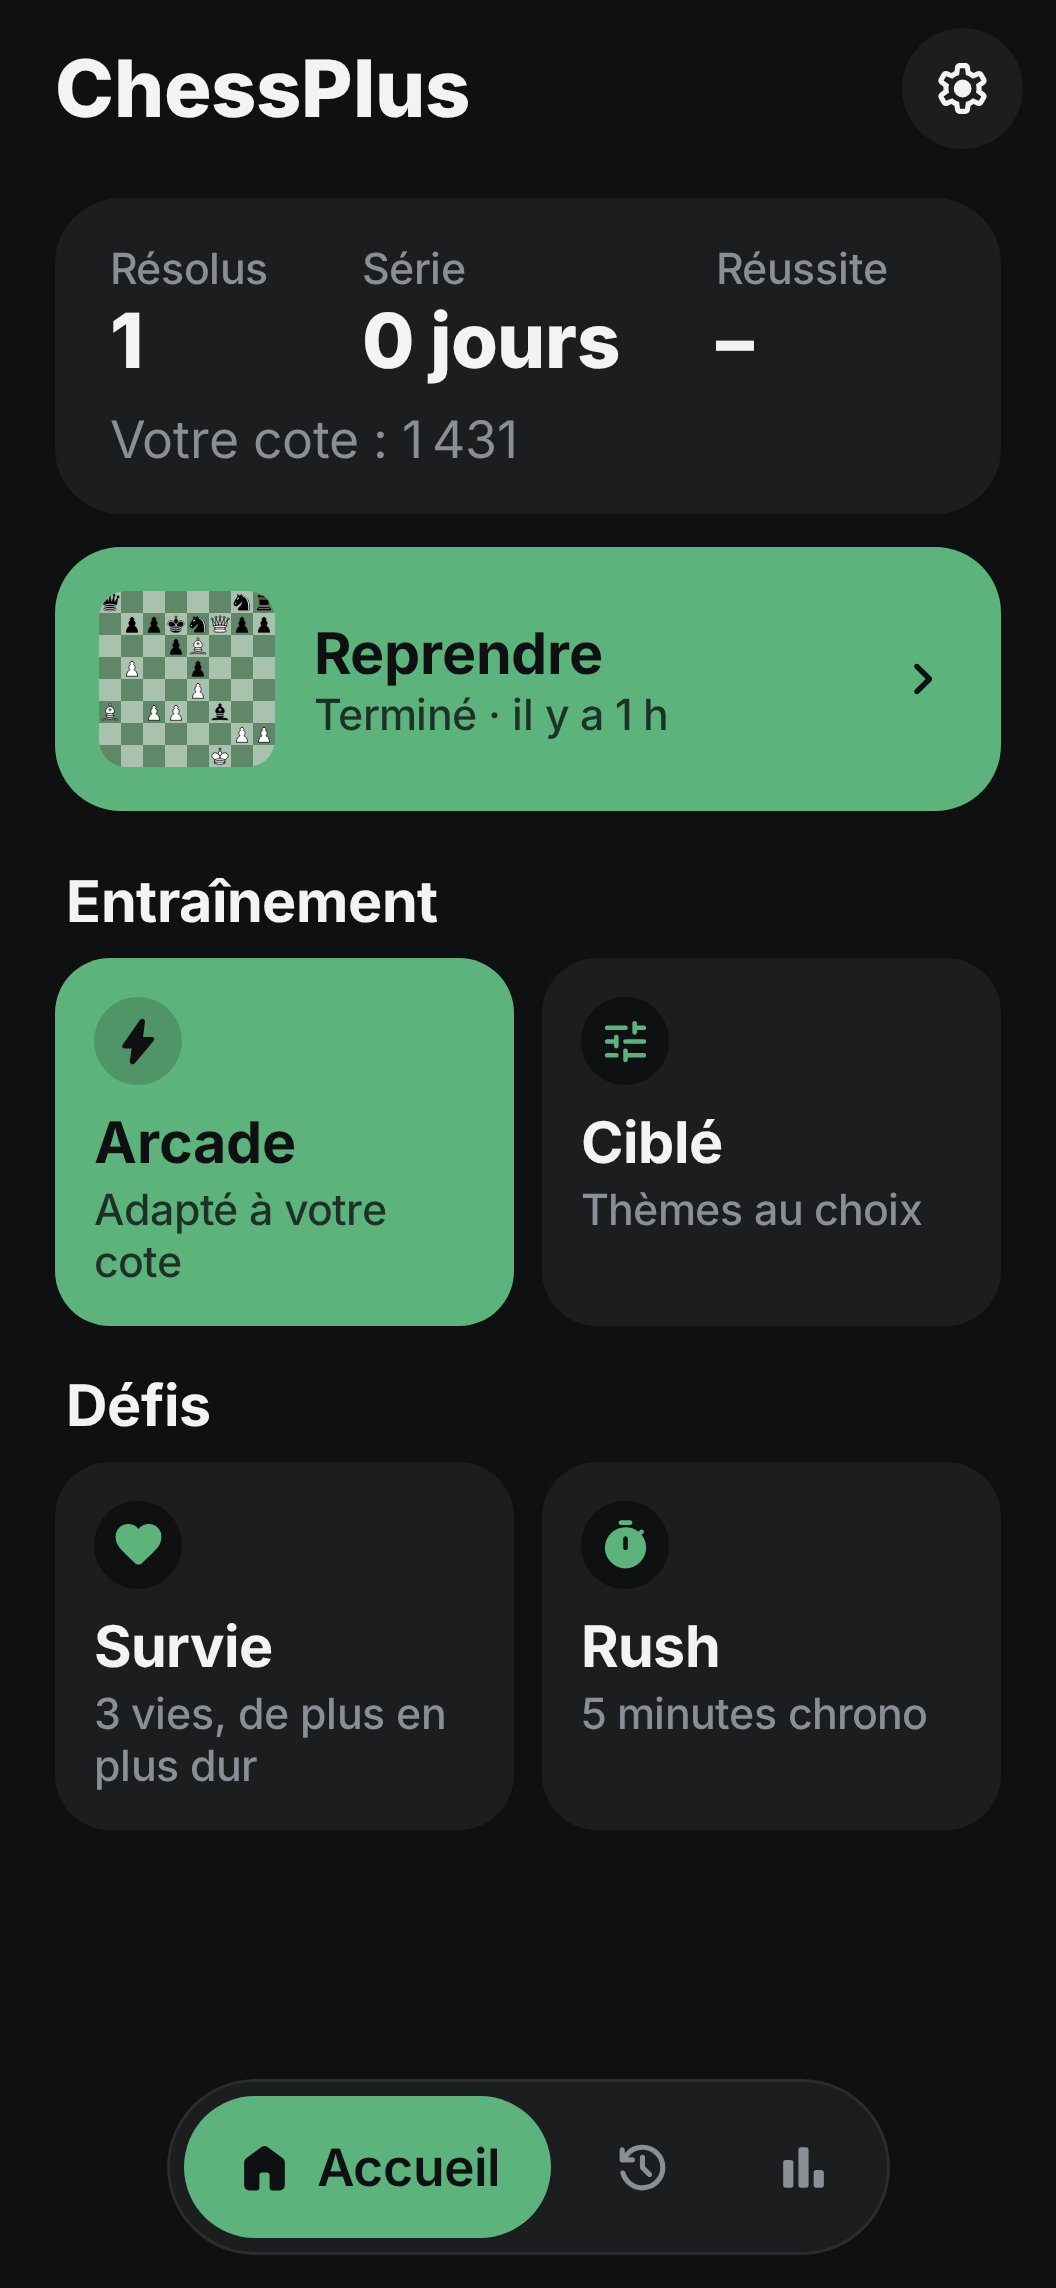 ChessPlus
Résolus
Série
Réussite
1
0 jours
–
Votre cote : 1 431
Reprendre
Terminé · il y a 1 h
Entraînement
Arcade
Adapté à votre
cote
Ciblé
Thèmes au choix
Défis
Survie
3 vies, de plus en
plus dur
Rush
5 minutes chrono
Accueil